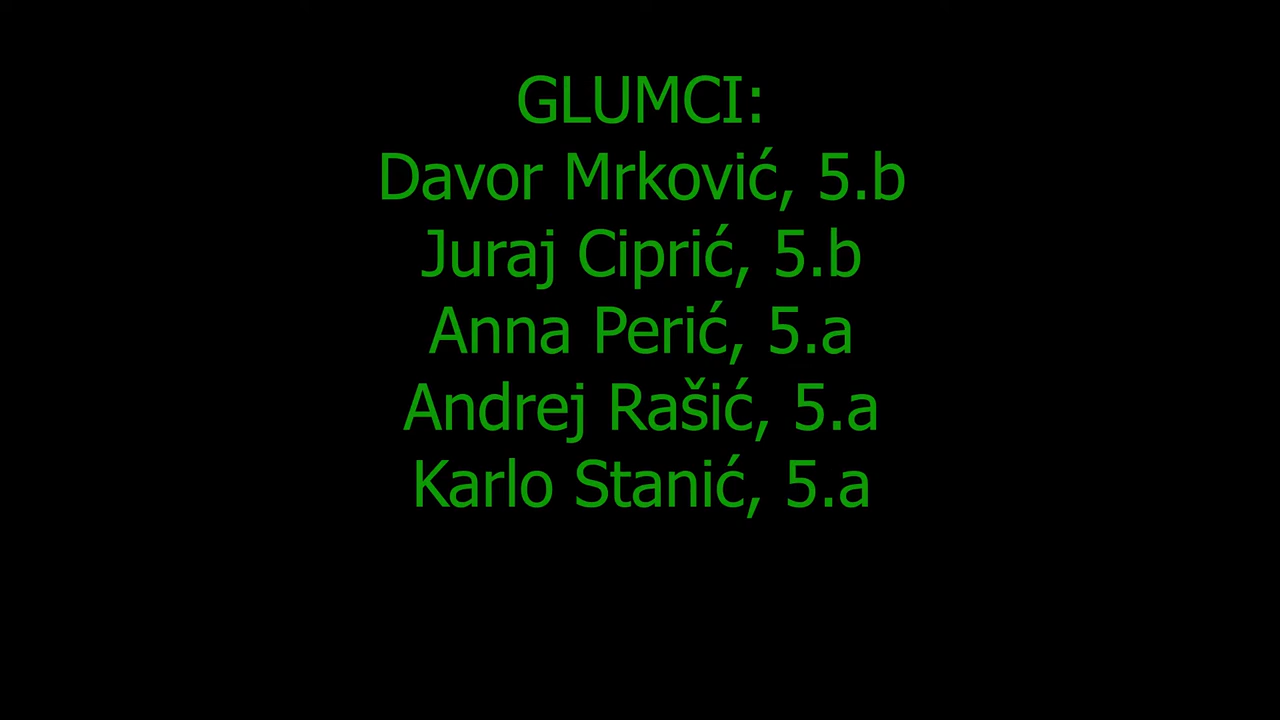 GLUMCI:
Davor Mrković, 5.b
Juraj Ciprić, 5.b
Anna Perić, 5.a
Andrej Rašić, 5.a
Karlo Stanić, 5.a